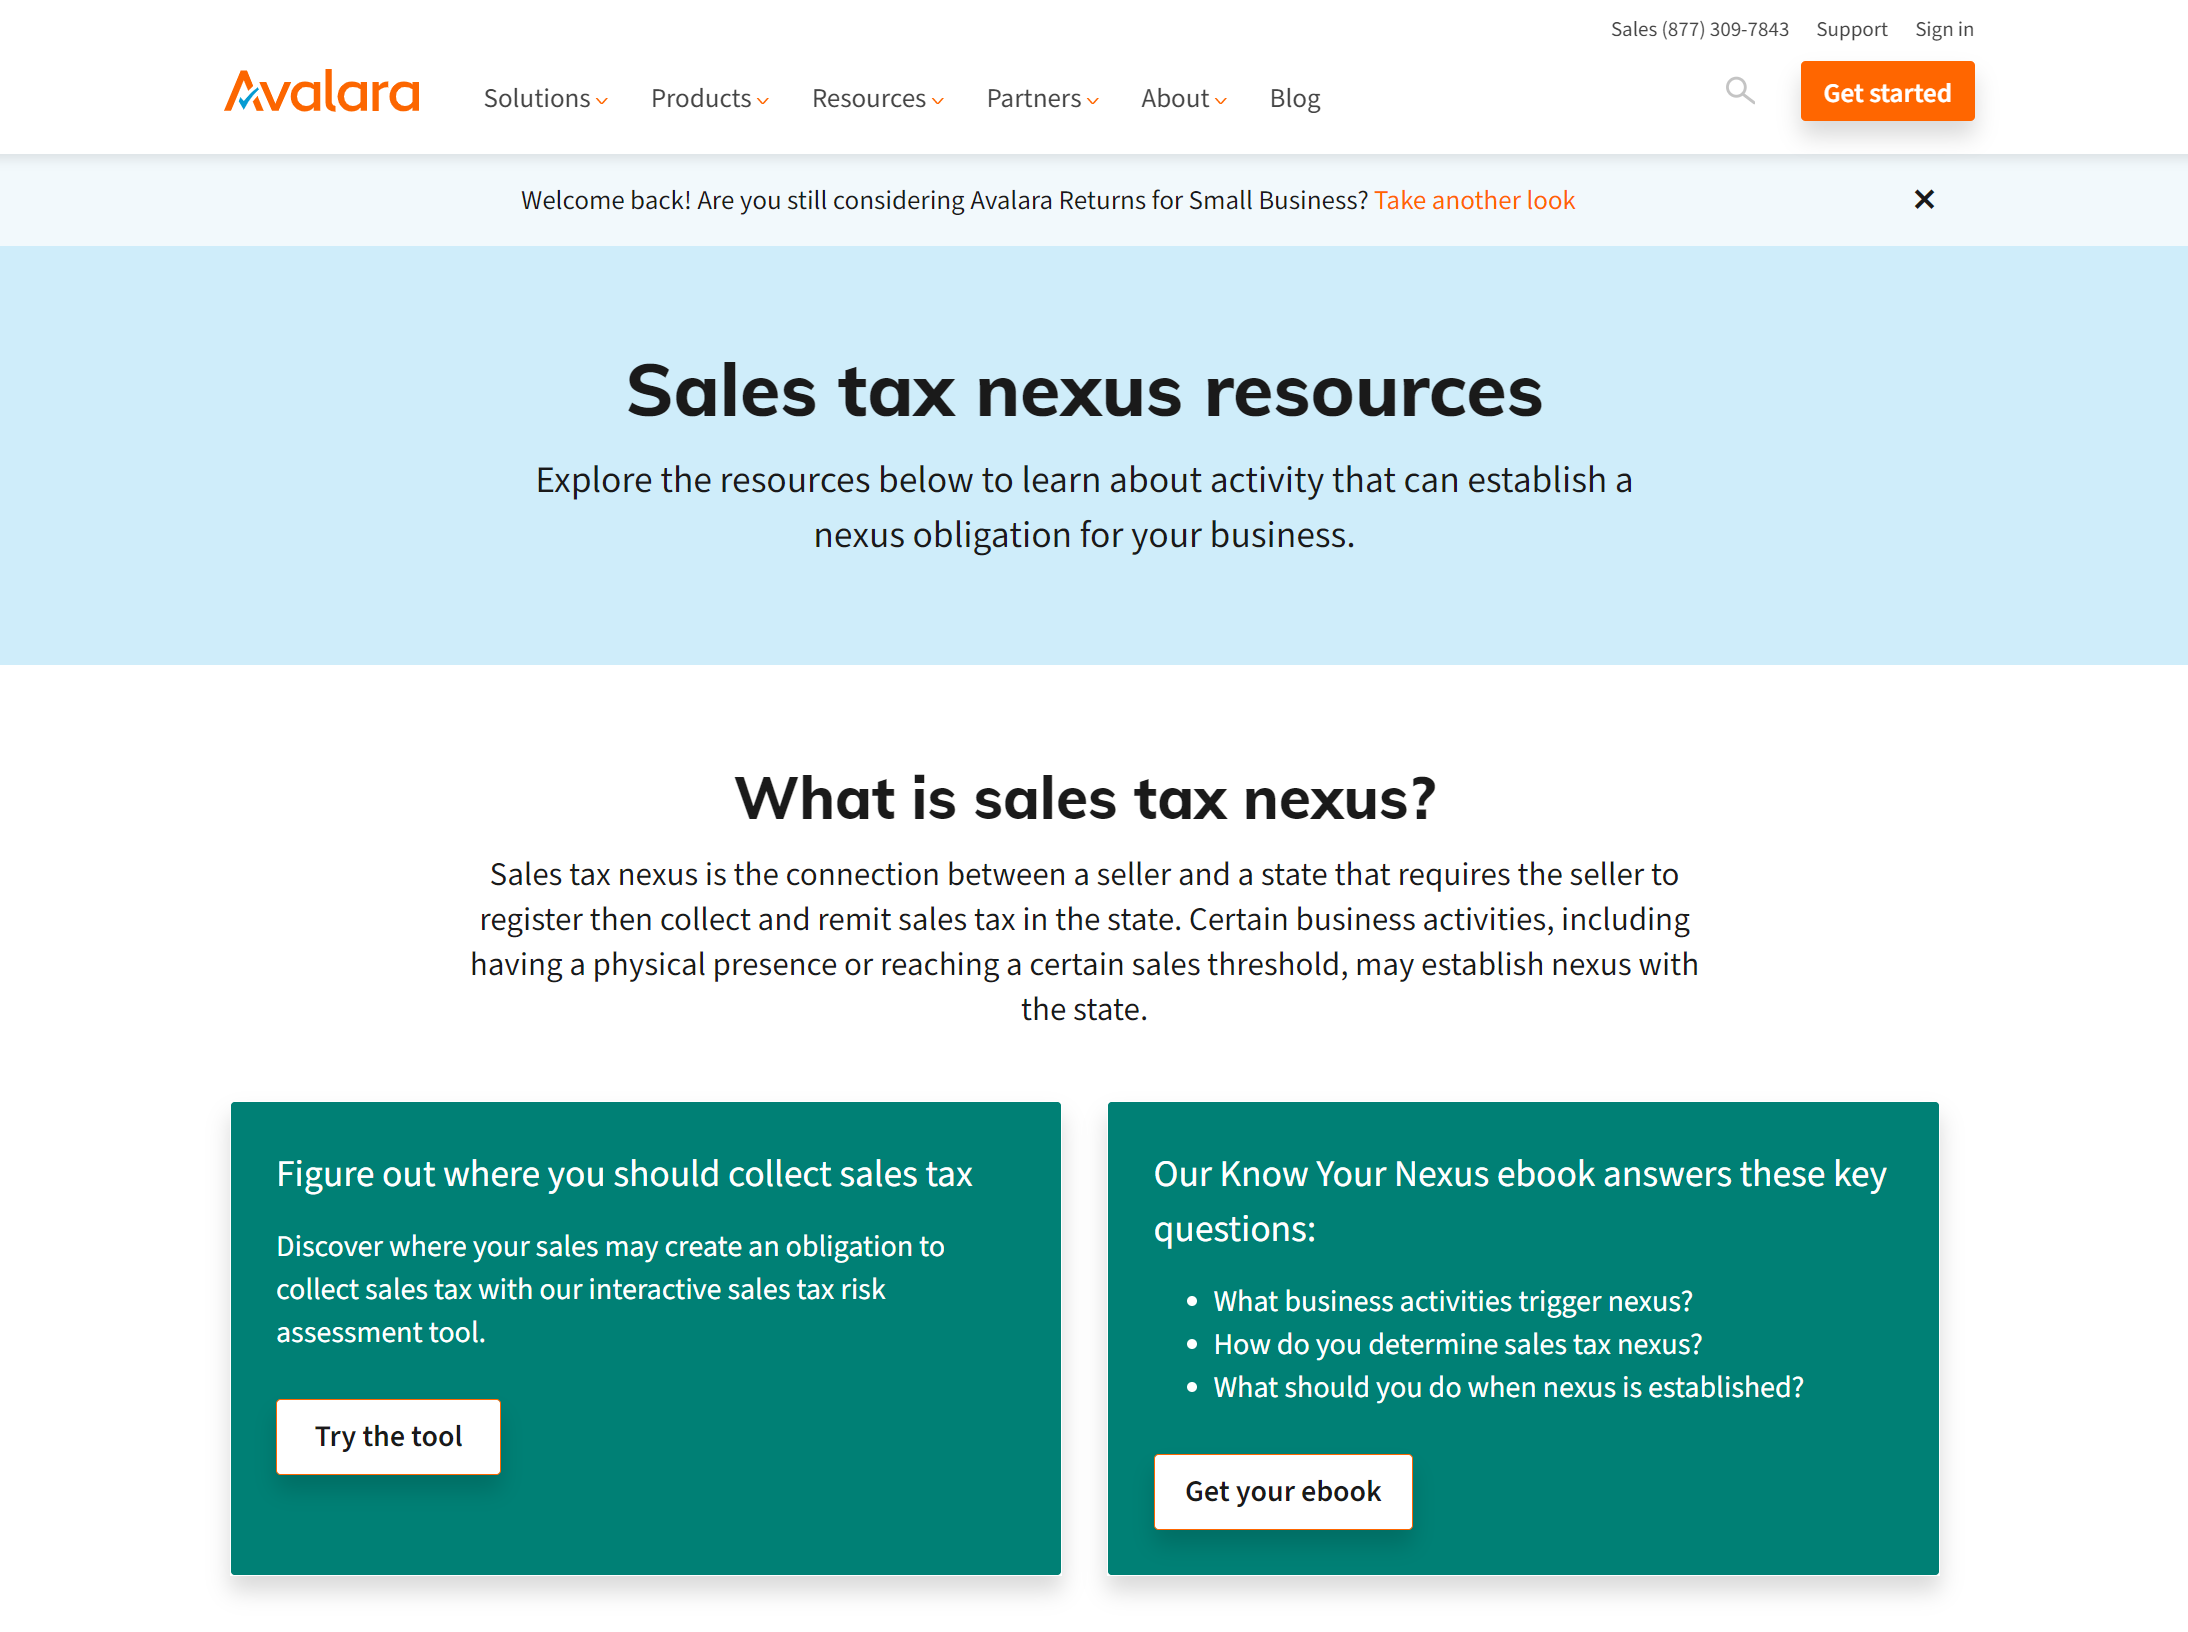 Sales (877) 309-7843 Support Sign in
Avalara Solutions Products Resources Partners About Blog Get started
Welcome back! Are you still considering Avalara Returns for Small Business? Take another look
Sales tax nexus resources
Explore the resources below to learn about activity that can establish a
nexus obligation for your business.
What is sales tax nexus?
Sales tax nexus is the connection between a seller and a state that requires the seller to
register then collect and remit sales tax in the state. Certain business activities, including
having a physical presence or reaching a certain sales threshold, may establish nexus with
the state.
Figure out where you should collect sales tax
Discover where your sales may create an obligation to
collect sales tax with our interactive sales tax risk
assessment tool.
Try the tool
Our Know Your Nexus ebook answers these key
questions:
• What business activities trigger nexus?
• How do you determine sales tax nexus?
• What should you do when nexus is established?
Get your ebook